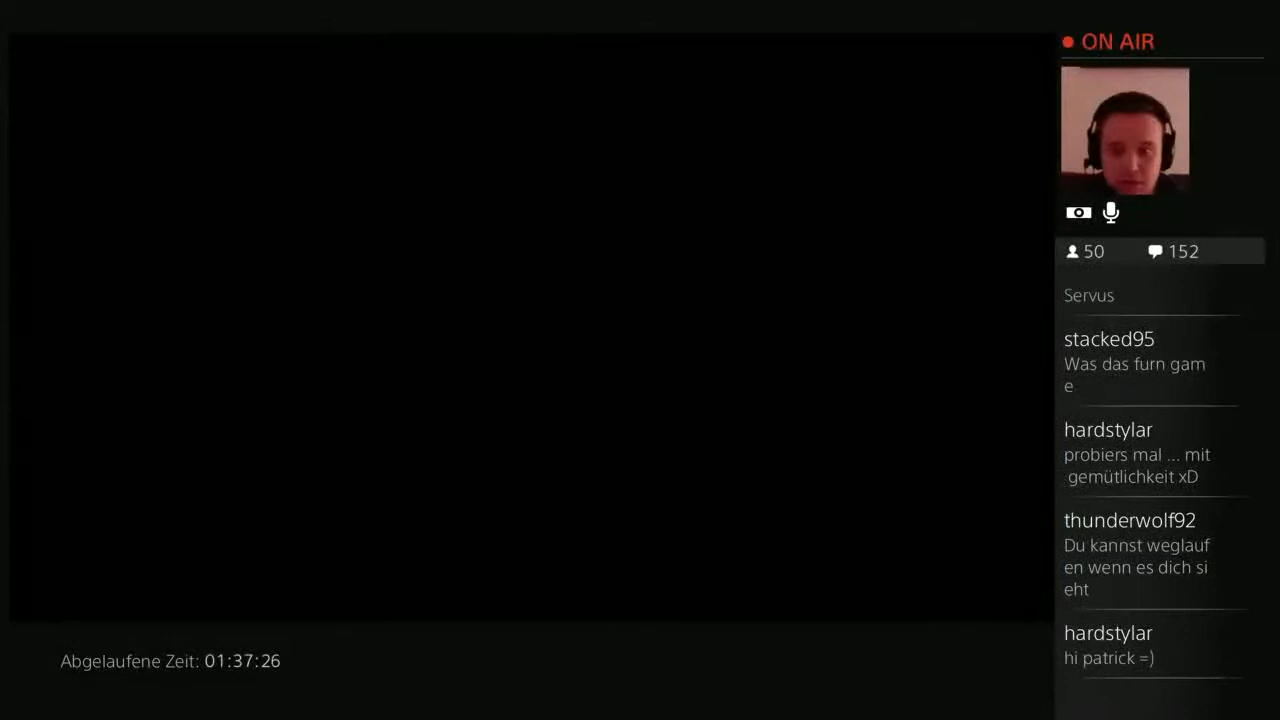 ON AIR
50 152
Servus
stacked95
Was das furn gam
e
hardstylar
probiers mal ... mit
gemütlichkeit xD
thunderwolf92
Du kannst weglauf
en wenn es dich si
eht
hardstylar
hi patrick =)
Abgelaufene Zeit: 01:37:26